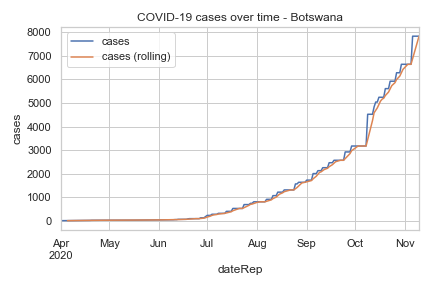 COVID-19 cases over time - Botswana
cases
cases (rolling)
8000
7000
6000
5000
4000
3000
2000
1000
0
cases
Apr May Jun Jul Aug Sep Oct Nov
2020
dateRep